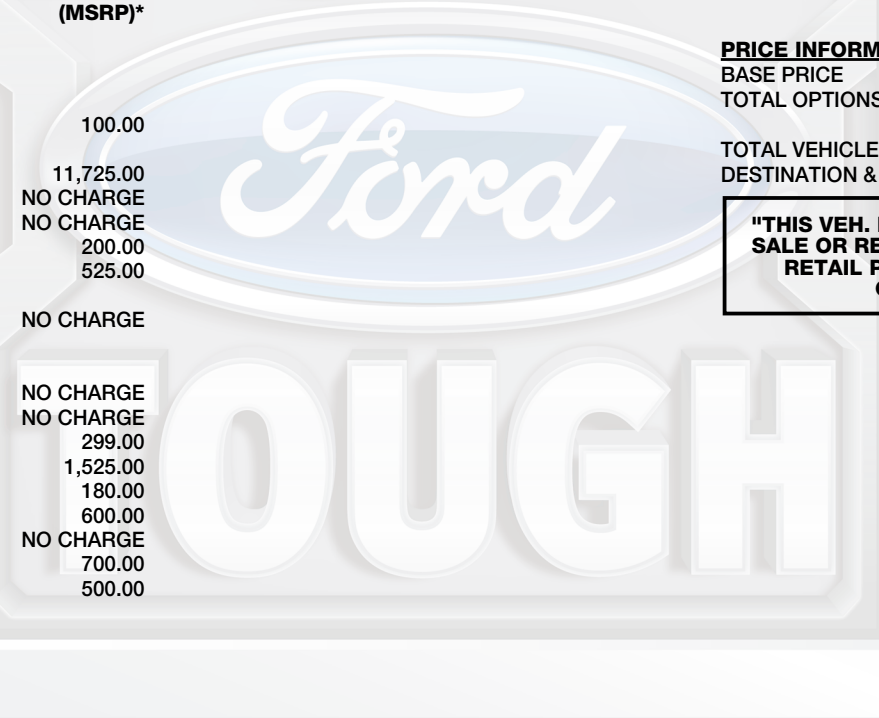 (MSRP)*
100.00
11,725.00
NO CHARGE
NO CHARGE
200.00
525.00
NO CHARGE
NO CHARGE
NO CHARGE
299.00
1,525.00
180.00
600.00
NO CHARGE
700.00
500.00
PRICE INFORM
BASE PRICE
TOTAL OPTIONS
TOTAL VEHICLE
DESTINATION &
"THIS VEH.
SALE OR RE
RETAIL P
Ford
TOUGH